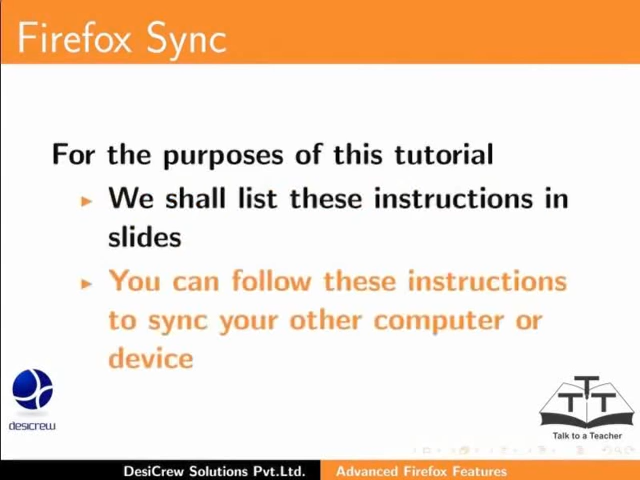 Firefox Sync
For the purposes of this tutorial
We shall list these instructions in
slides
You can follow these instructions
to sync your other computer or
device
desicrew
TTT
Talk to a Teacher
DesiCrew Solutions Pvt.Ltd. Advanced Firefox Features